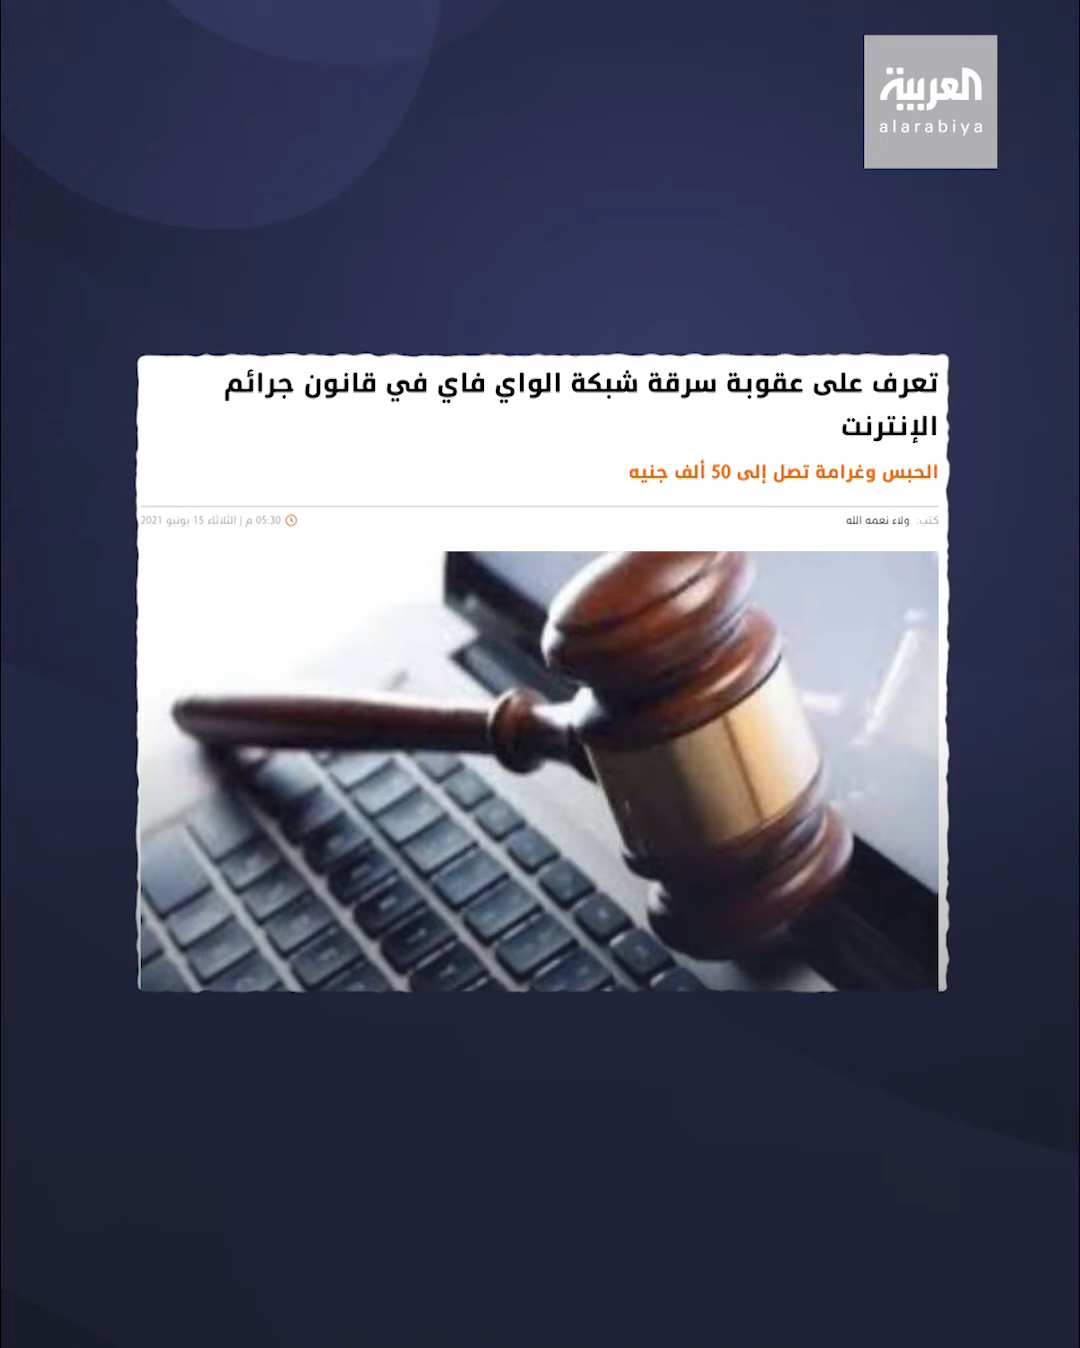 العربية
alarabiya
تعرف على عقوبة سرقة شبكة الواي فاي في قانون جرائم
الإنترنت
الحبس وغرامة تصل إلى 50 ألف جنيه
كتب: ولاء نعمه الله
05:30 م | الثلاثاء 15 يونيو 2021